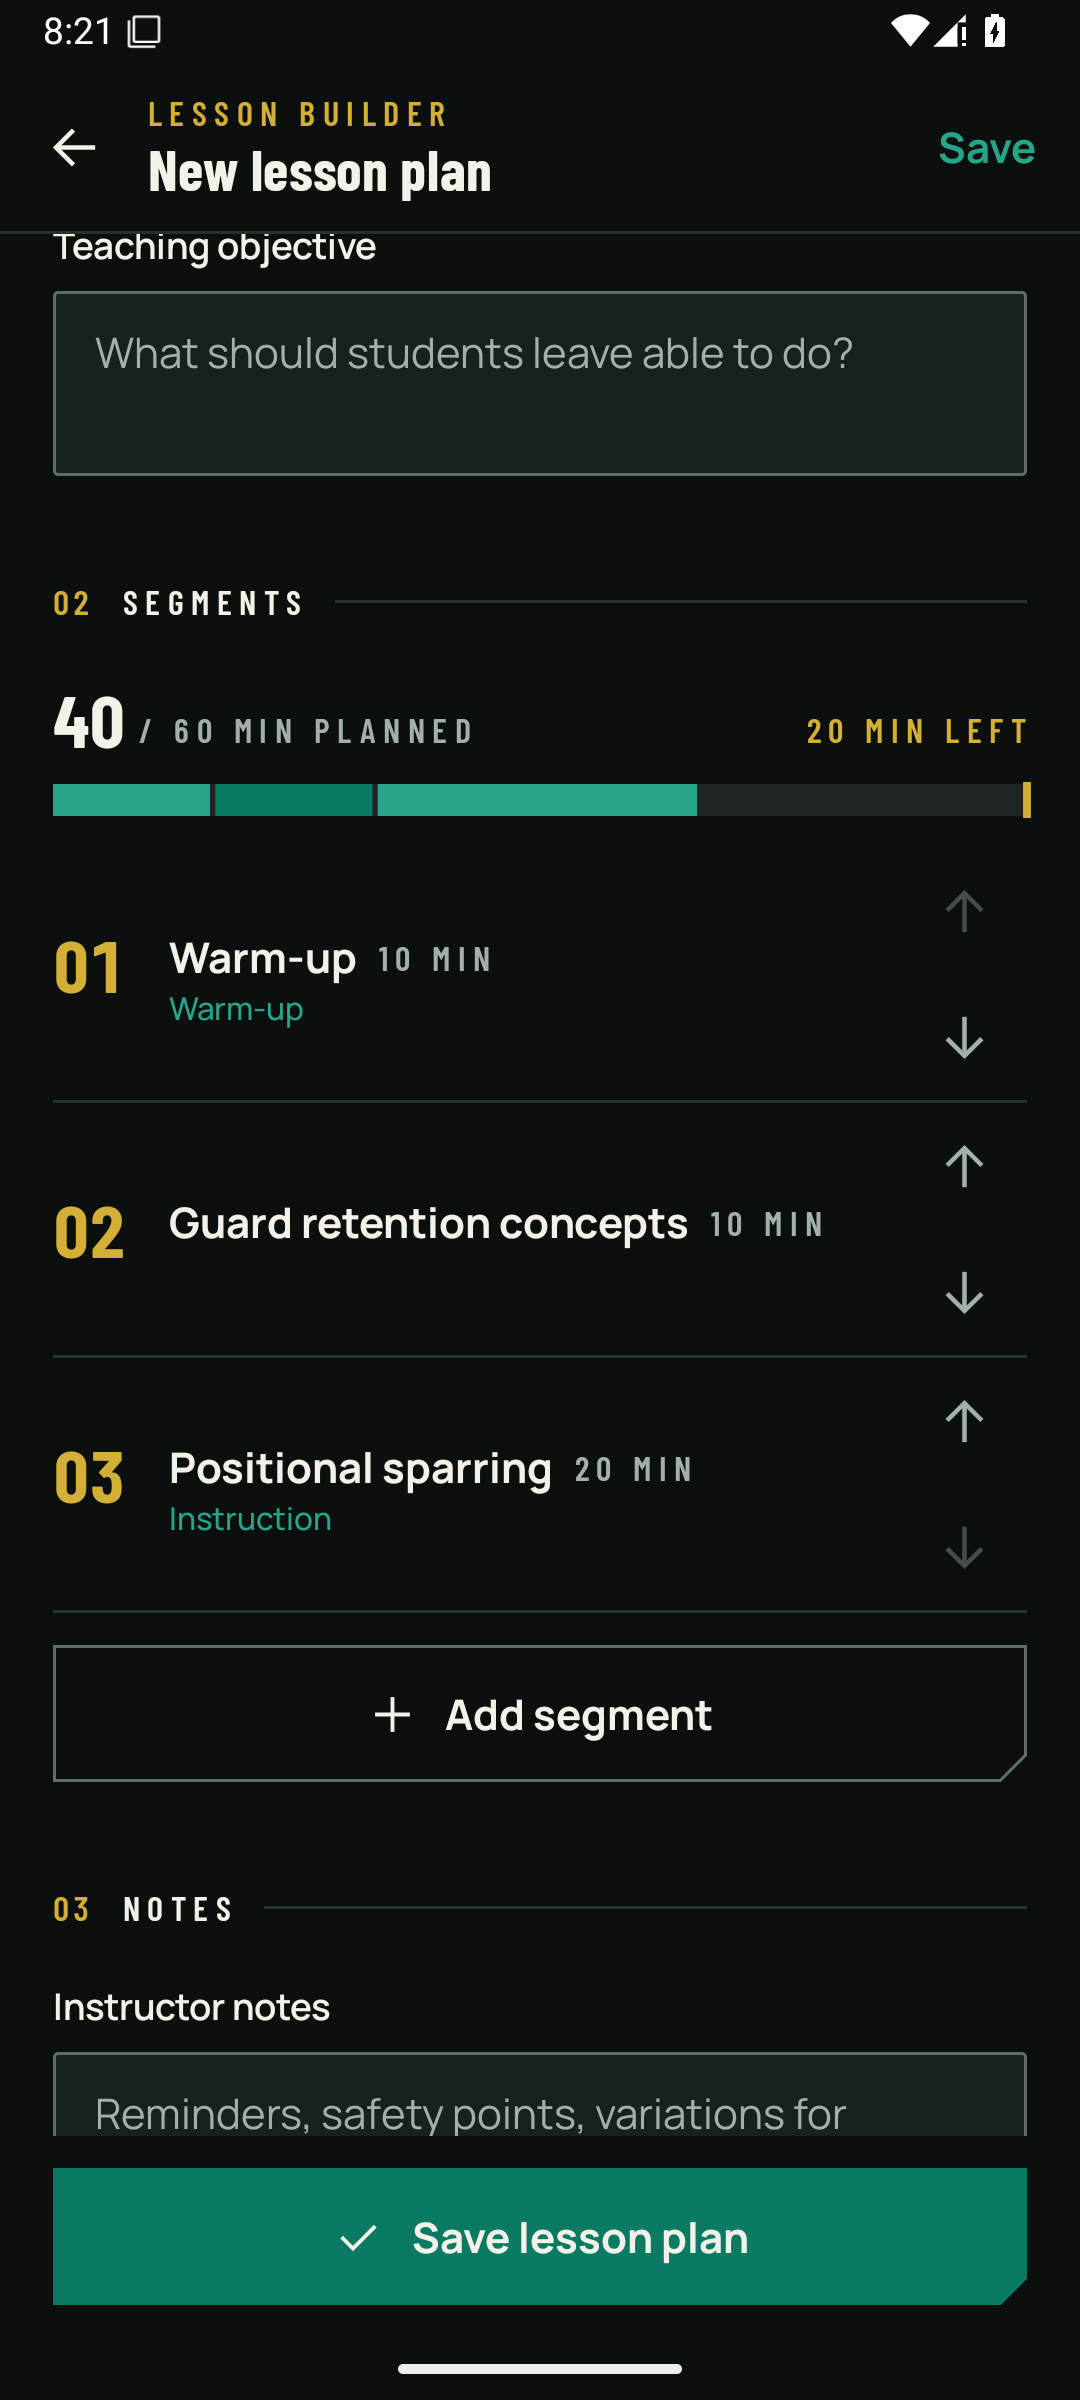 8:21
LESSON BUILDER
New lesson plan
Save
Teaching objective
What should students leave able to do?
02 SEGMENTS
40 / 60 MIN PLANNED
20 MIN LEFT
01 Warm-up 10 MIN
Warm-up
02 Guard retention concepts 10 MIN
03 Positional sparring 20 MIN
Instruction
Add segment
03 NOTES
Instructor notes
Reminders, safety points, variations for
Save lesson plan